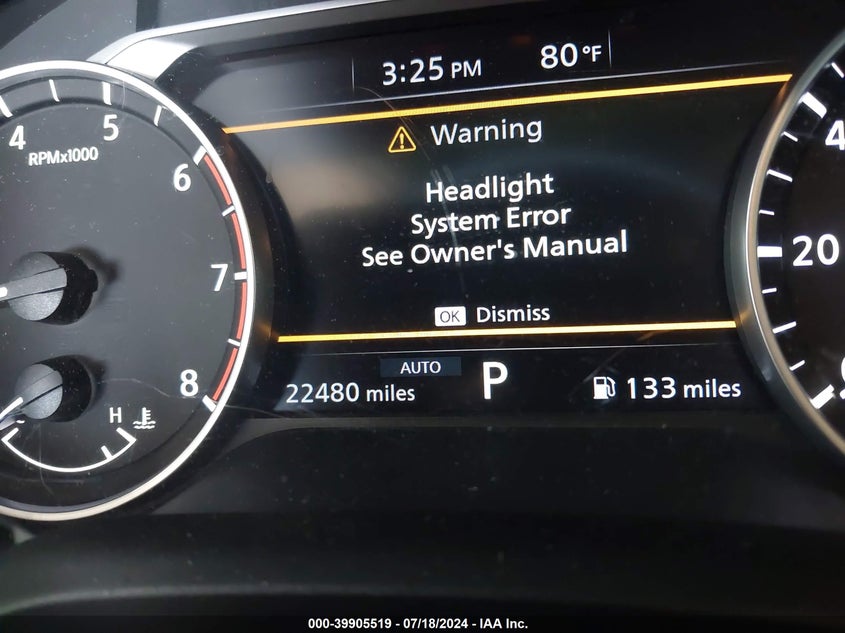 3:25 PM 80°F
4
5
RPMx1000
6
7
8
H
Warning
Headlight
System Error
See Owner's Manual
OK Dismiss
AUTO
22480 miles P 133 miles
4
20
000-39905519 - 07/18/2024 - IAA Inc.